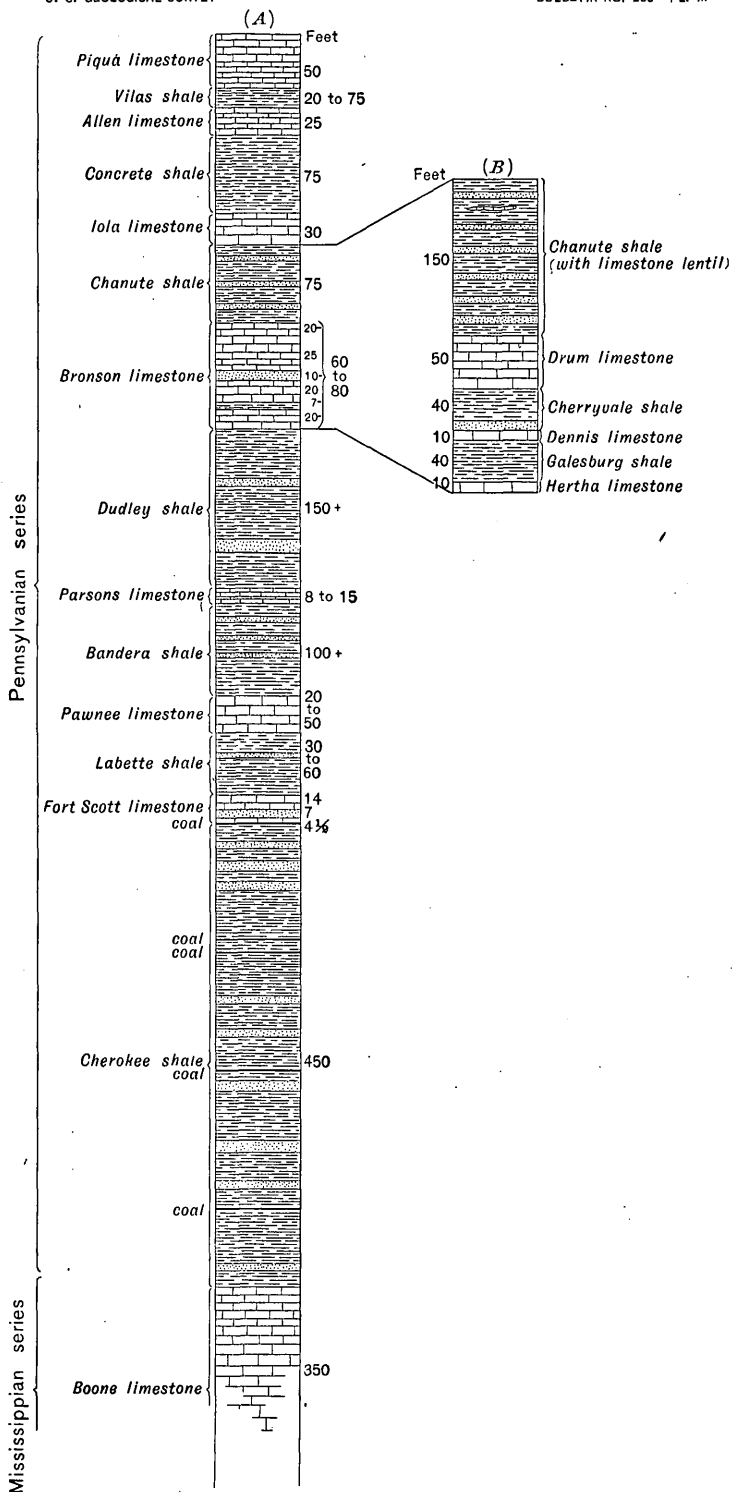 (A)
Feet
Piqua limestone
50
Vilas shale
20 to 75
Allen limestone
25
Concrete shale
75
Iola limestone
30
Chanute shale
75
Bronson limestone
20-
25
10-
20
7-
20-
60
to
80
Dudley shale
150 +
Parsons limestone
8 to 15
Bandera shale
100 +
Pawnee limestone
20
to
50
Labette shale
30
to
60
Fort Scott limestone
14
7
coal
4 ½
coal
coal
Cherokee shale
450
coal
coal
Boone limestone
350
Pennsylvanian series
Mississippian series
(B)
Feet
150
Chanute shale
(with limestone lentil)
50
Drum limestone
40
Cherryvale shale
10
Dennis limestone
40
Galesburg shale
10
Hertha limestone